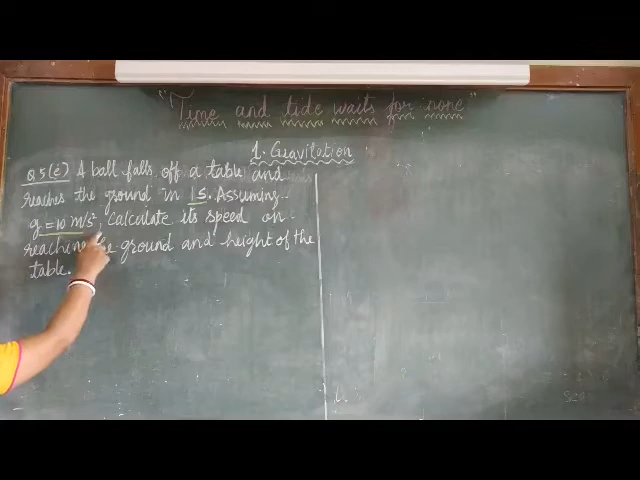 "Time and tide waits for none"
1. Gravitation
Q 5(c) A ball falls off a table and
reaches the ground in 1 s. Assuming
g = 10 m/s², calculate its speed on
reaching the ground and height of the
table.